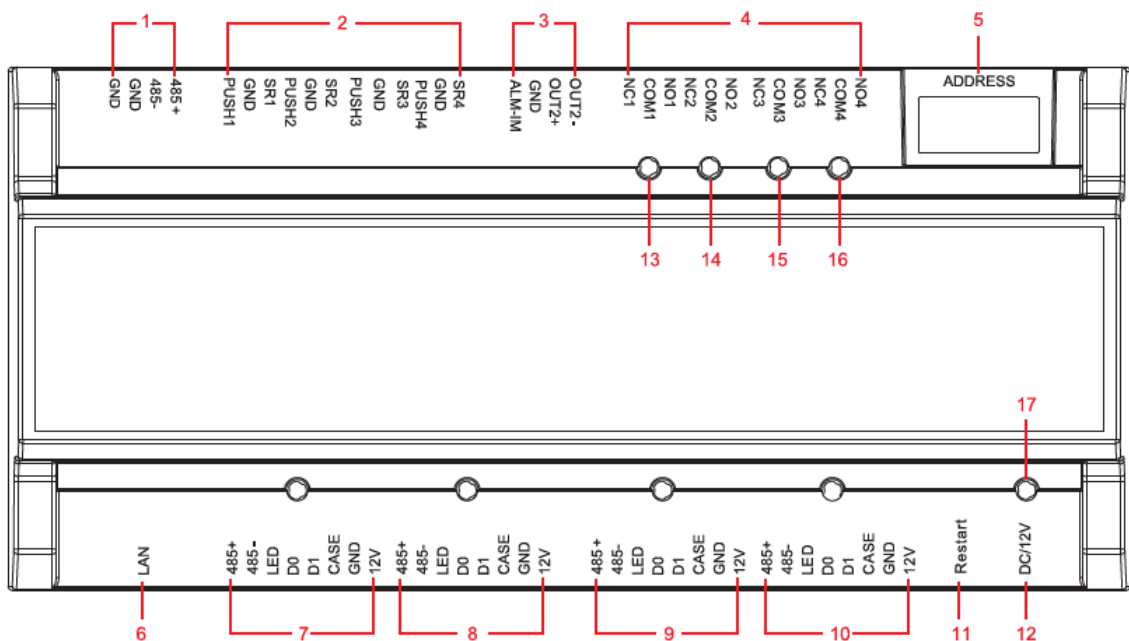 1 2 3 4 5
GND
GND
485-
485+
PUSH1
GND
SR1
PUSH2
GND
SR2
PUSH3
GND
SR3
PUSH4
GND
SR4
ALM-IM
GND
OUT2+
OUT2-
NC1
COM1
NO1
NC2
COM2
NO2
NC3
COM3
NO3
NC4
COM4
NO4
ADDRESS
13 14 15 16
17
LAN
485+
485-
LED
D0
D1
CASE
GND
12V
485+
485-
LED
D0
D1
CASE
GND
12V
485+
485-
LED
D0
D1
CASE
GND
12V
485+
485-
LED
D0
D1
CASE
GND
12V
Restart
DC/12V
6 7 8 9 10 11 12